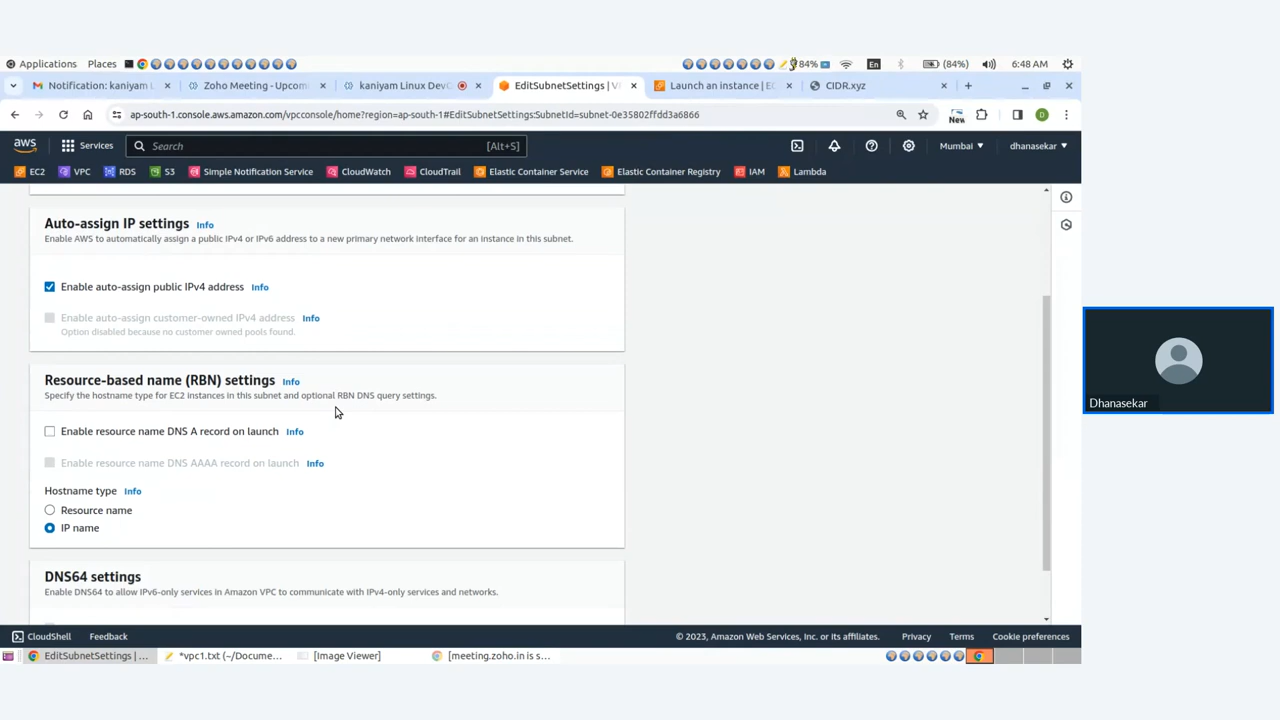 Applications Places 84% En (84%) 6:48 AM
Notification: kaniyam L Zoho Meeting - Upcom kaniyam Linux DevO EditSubnetSettings | V Launch an instance | EC CIDR.xyz
ap-south-1.console.aws.amazon.com/vpcconsole/home?region=ap-south-1#EditSubnetSettings:SubnetId=subnet-0e35802ffdd3a6866 New D
aws Services Search [Alt+S] Mumbai dhanasekar
EC2 VPC RDS S3 Simple Notification Service CloudWatch CloudTrail Elastic Container Service Elastic Container Registry IAM Lambda
Auto-assign IP settings Info
Enable AWS to automatically assign a public IPv4 or IPv6 address to a new primary network interface for an instance in this subnet.
Enable auto-assign public IPv4 address Info
Enable auto-assign customer-owned IPv4 address Info
Option disabled because no customer owned pools found.
Resource-based name (RBN) settings Info
Specify the hostname type for EC2 instances in this subnet and optional RBN DNS query settings.
Enable resource name DNS A record on launch Info
Enable resource name DNS AAAA record on launch Info
Hostname type Info
Resource name
IP name
DNS64 settings
Enable DNS64 to allow IPv6-only services in Amazon VPC to communicate with IPv4-only services and networks.
Dhanasekar
CloudShell Feedback © 2023, Amazon Web Services, Inc. or its affiliates. Privacy Terms Cookie preferences
EditSubnetSettings | ... *vpc1.txt (~/Docume... [Image Viewer] [meeting.zoho.in is s...